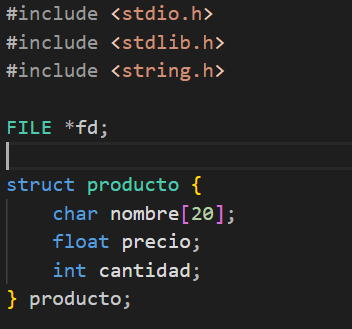 #include <stdio.h>
#include <stdlib.h>
#include <string.h>
FILE *fd;
struct producto {
    char nombre[20];
    float precio;
    int cantidad;
} producto;